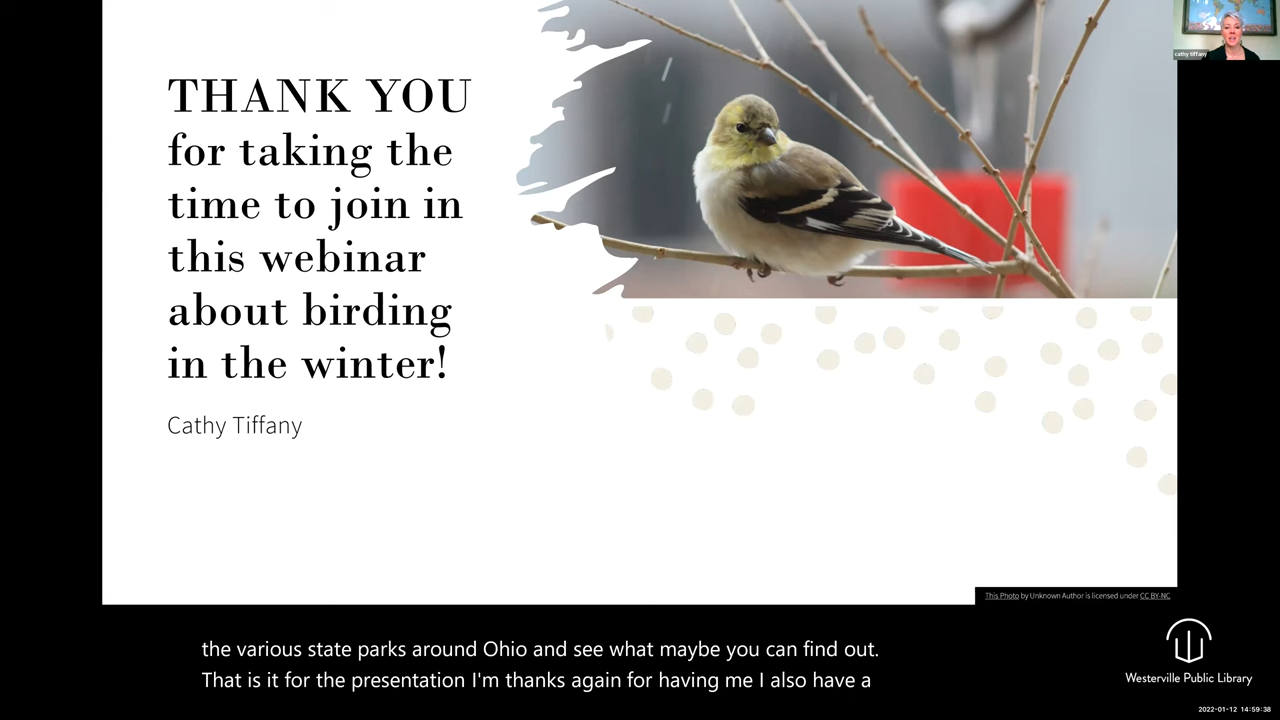 cathy tiffany
THANK YOU
for taking the
time to join in
this webinar
about birding
in the winter!
Cathy Tiffany
This Photo by Unknown Author is licensed under CC BY-NC
the various state parks around Ohio and see what maybe you can find out.
That is it for the presentation I'm thanks again for having me I also have a
Westerville Public Library
2022-01-12 14:59:38